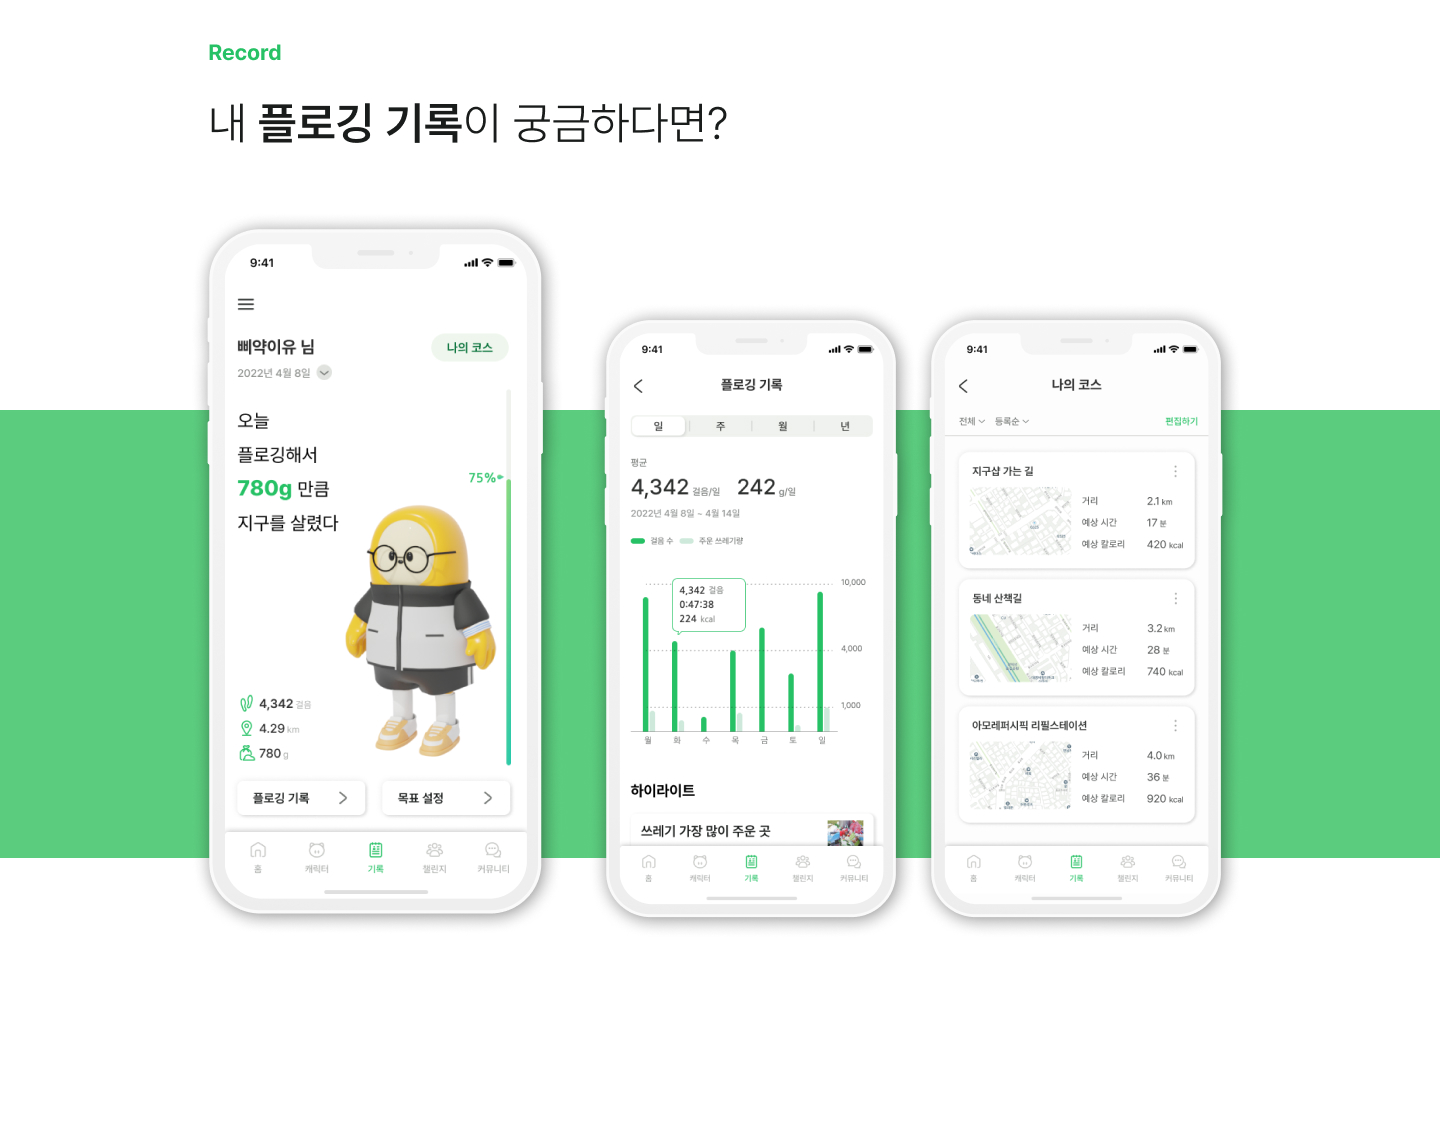 Record
내 플로깅 기록이 궁금하다면?
9:41
삐약이유 님
나의 코스
2022년 4월 8일
오늘
플로깅해서
780g 만큼
지구를 살렸다
75%
4,342 걸음
4.29 km
780 g
플로깅 기록
목표 설정
홈 캐릭터 기록 챌린지 커뮤니티
9:41
플로깅 기록
일 주 월 년
평균
4,342 걸음/일 242 g/일
2022년 4월 8일 ~ 4월 14일
걸음 수 주운 쓰레기량
10,000
4,342 걸음
0:47:38
224 kcal
4,000
1,000
월 화 수 목 금 토 일
하이라이트
쓰레기 가장 많이 주운 곳
홈 캐릭터 기록 챌린지 커뮤니티
9:41
나의 코스
전체 등록순 편집하기
지구샵 가는 길
거리 2.1 km
예상 시간 17 분
예상 칼로리 420 kcal
동네 산책길
거리 3.2 km
예상 시간 28 분
예상 칼로리 740 kcal
아모레퍼시픽 리필스테이션
거리 4.0 km
예상 시간 36 분
예상 칼로리 920 kcal
홈 캐릭터 기록 챌린지 커뮤니티